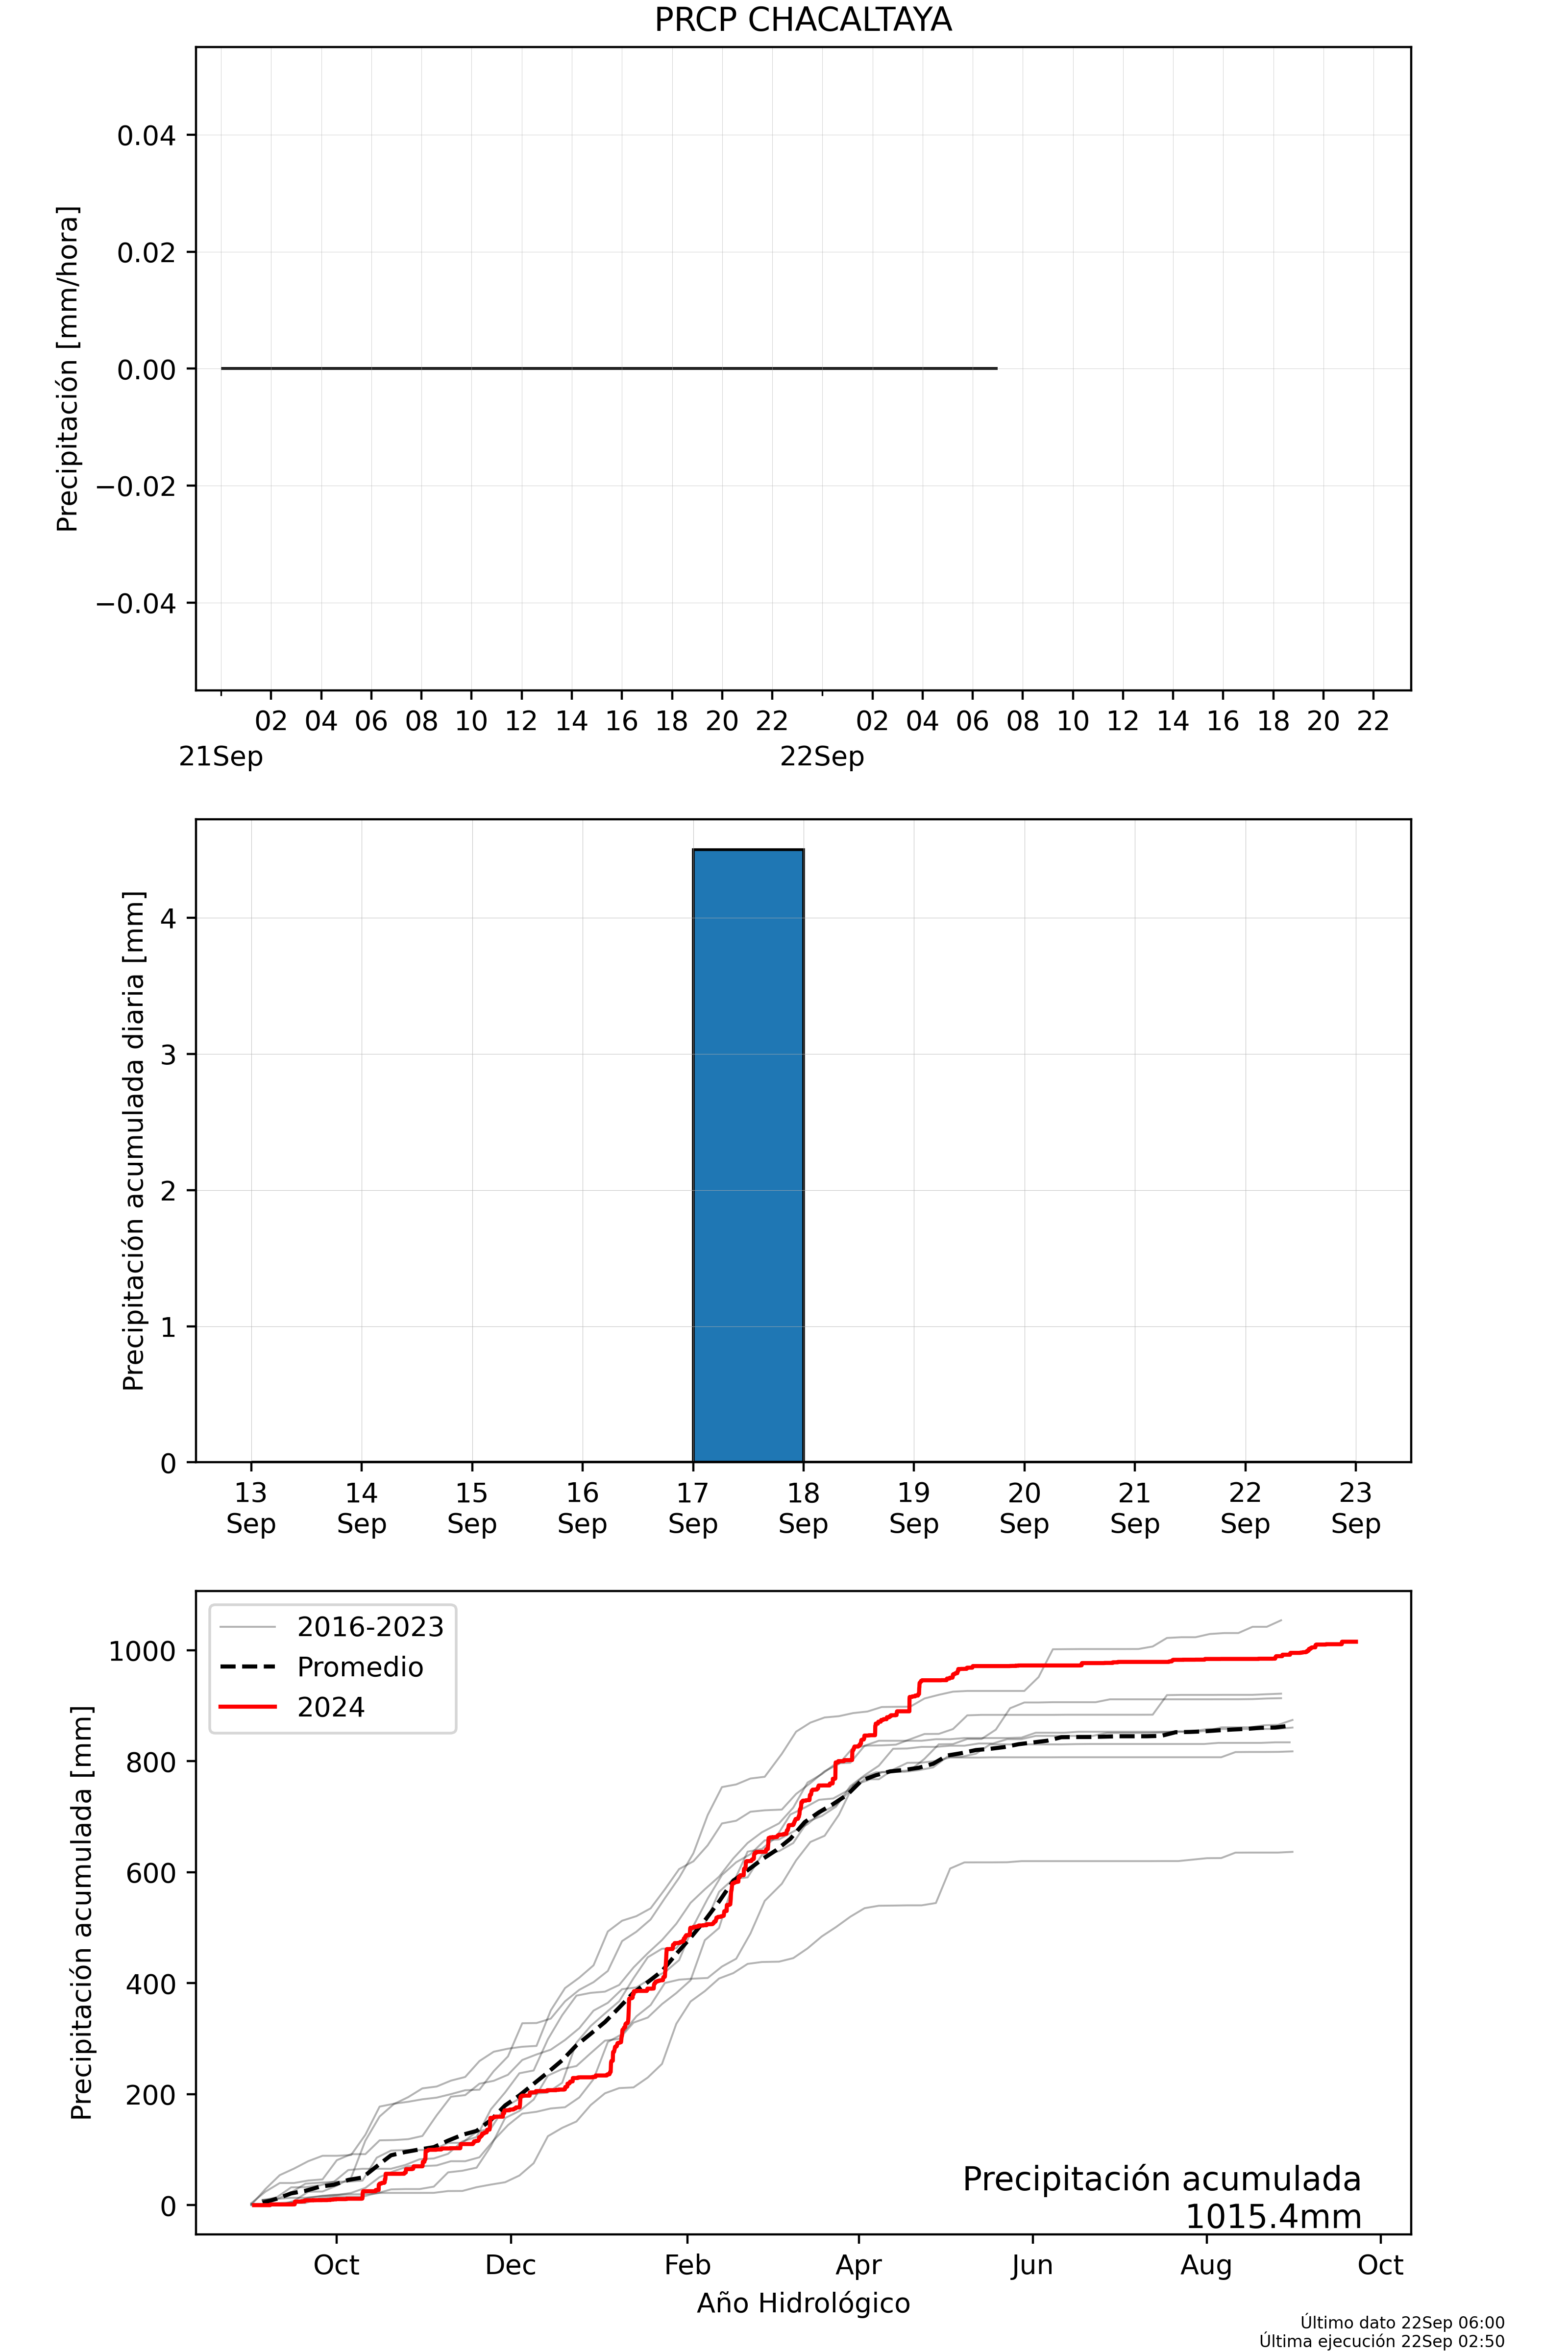 PRCP CHACALTAYA
Precipitación [mm/hora]
0.04
0.02
0.00
−0.02
−0.04
02 04 06 08 10 12 14 16 18 20 22 02 04 06 08 10 12 14 16 18 20 22
21Sep 22Sep
Precipitación acumulada diaria [mm]
4
3
2
1
0
13 14 15 16 17 18 19 20 21 22 23
Sep Sep Sep Sep Sep Sep Sep Sep Sep Sep Sep
Precipitación acumulada [mm]
1000
800
600
400
200
0
2016-2023
Promedio
2024
Precipitación acumulada
1015.4mm
Oct Dec Feb Apr Jun Aug Oct
Año Hidrológico
Último dato 22Sep 06:00
Última ejecución 22Sep 02:50